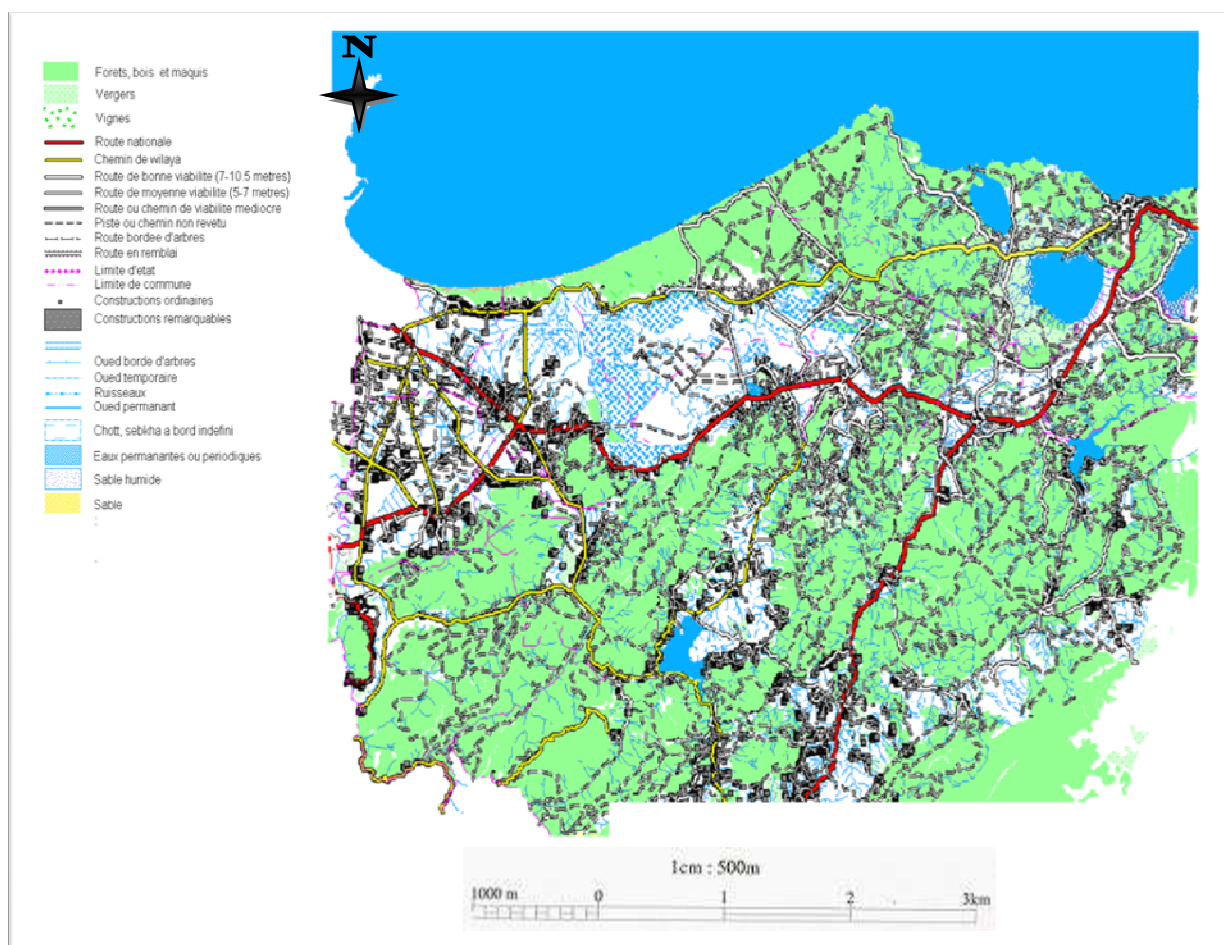 N
Forets, bois et maquis
Vergers
Vignes
Route nationale
Chemin de wilaya
Route de bonne viabilite (7-10.5 metres)
Route de moyenne viabilite (5-7 metres)
Route ou chemin de viabilite mediocre
Piste ou chemin non revetu
Route bordee d'arbres
Route en remblai
Limite d'etat
Limite de commune
Constructions ordinaires
Constructions remarquables
Oued borde d'arbres
Oued temporaire
Ruisseaux
Oued permanant
Chott, sebkha a bord indefini
Eaux permanantes ou periodiques
Sable humide
Sable
1cm : 500m
1000 m 0 1 2 3km